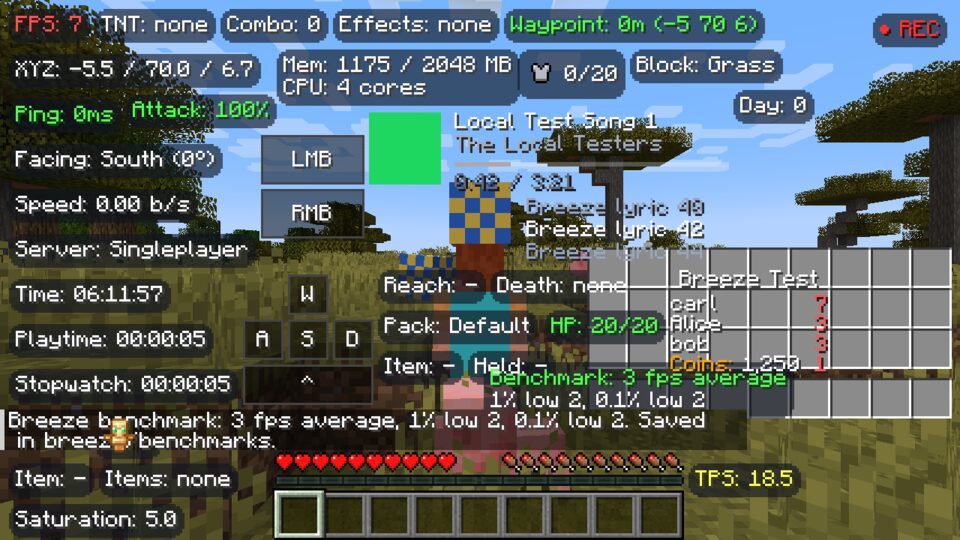 FPS: 7 TNT: none Combo: 0 Effects: none Waypoint: 0m (-5 70 6) REC
XYZ: -5.5 / 70.0 / 6.7 Mem: 1175 / 2048 MB 0/20 Block: Grass
CPU: 4 cores
Day: 0
Ping: 0ms Attack: 100%
Local Test Song 1
The Local Testers
0:42 / 3:21
Facing: South (0°) LMB
Speed: 0.00 b/s RMB
Breeze lyric 40
Breeze lyric 42
Breeze lyric 44
Server: Singleplayer
Time: 06:11:57 W
Reach: - Death: none
Breeze Test
carl 7
Alice 3
bob 3
Coins: 1,250 1
Playtime: 00:00:05 A S D
Pack: Default HP: 20/20
Item: - Held: -
Stopwatch: 00:00:05 ^
Benchmark: 3 fps average
1% low 2, 0.1% low 2
Breeze benchmark: 3 fps average, 1% low 2, 0.1% low 2. Saved
in breeze benchmarks.
Item: - Items: none TPS: 18.5
Saturation: 5.0